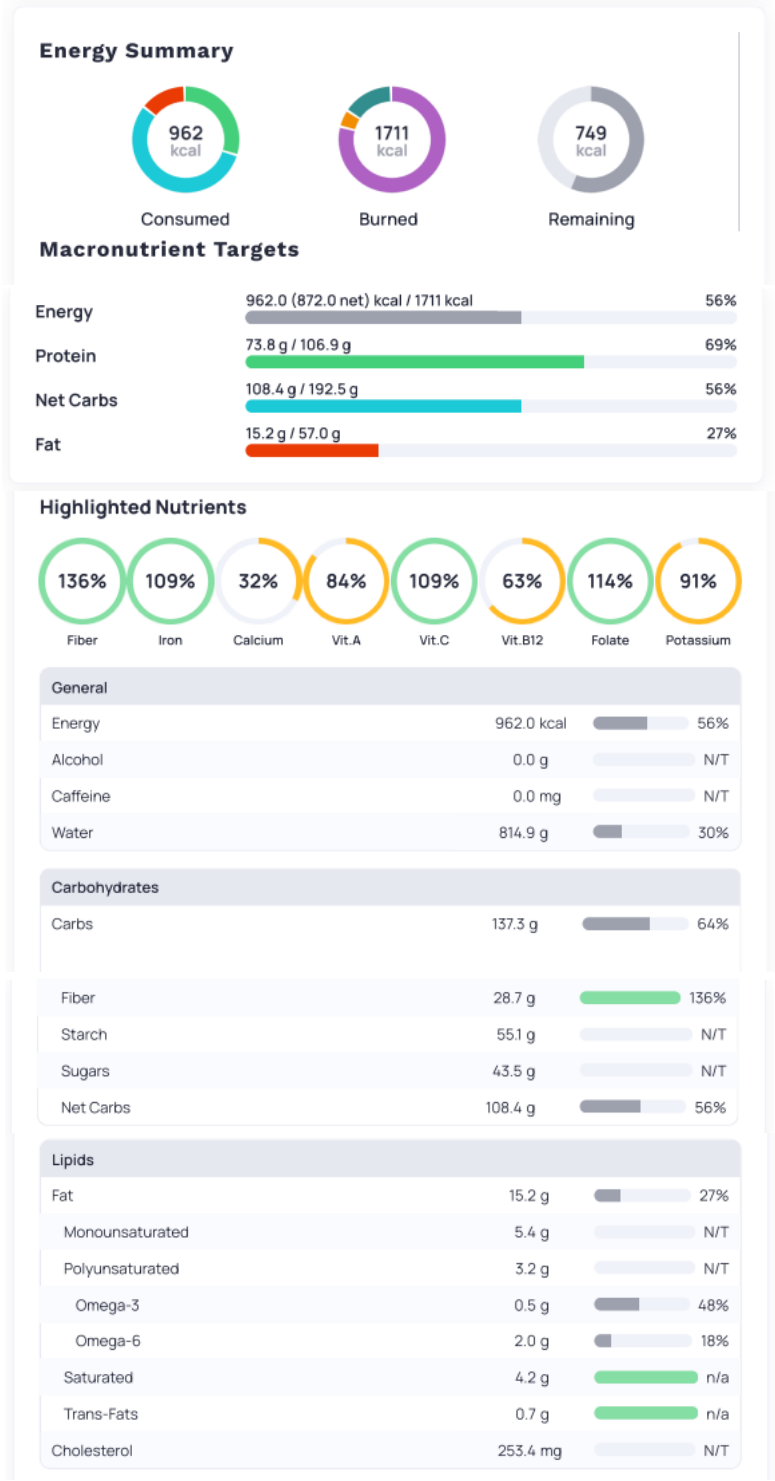 Energy Summary
962 kcal
1711 kcal
749 kcal
Consumed
Burned
Remaining
Macronutrient Targets
Energy
962.0 (872.0 net) kcal / 1711 kcal
56%
Protein
73.8 g / 106.9 g
69%
Net Carbs
108.4 g / 192.5 g
56%
Fat
15.2 g / 57.0 g
27%
Highlighted Nutrients
136% 109% 32% 84% 109% 63% 114% 91%
Fiber Iron Calcium Vit.A Vit.C Vit.B12 Folate Potassium
General
Energy 962.0 kcal 56%
Alcohol 0.0 g N/T
Caffeine 0.0 mg N/T
Water 814.9 g 30%
Carbohydrates
Carbs 137.3 g 64%
Fiber 28.7 g 136%
Starch 55.1 g N/T
Sugars 43.5 g N/T
Net Carbs 108.4 g 56%
Lipids
Fat 15.2 g 27%
Monounsaturated 5.4 g N/T
Polyunsaturated 3.2 g N/T
Omega-3 0.5 g 48%
Omega-6 2.0 g 18%
Saturated 4.2 g n/a
Trans-Fats 0.7 g n/a
Cholesterol 253.4 mg N/T